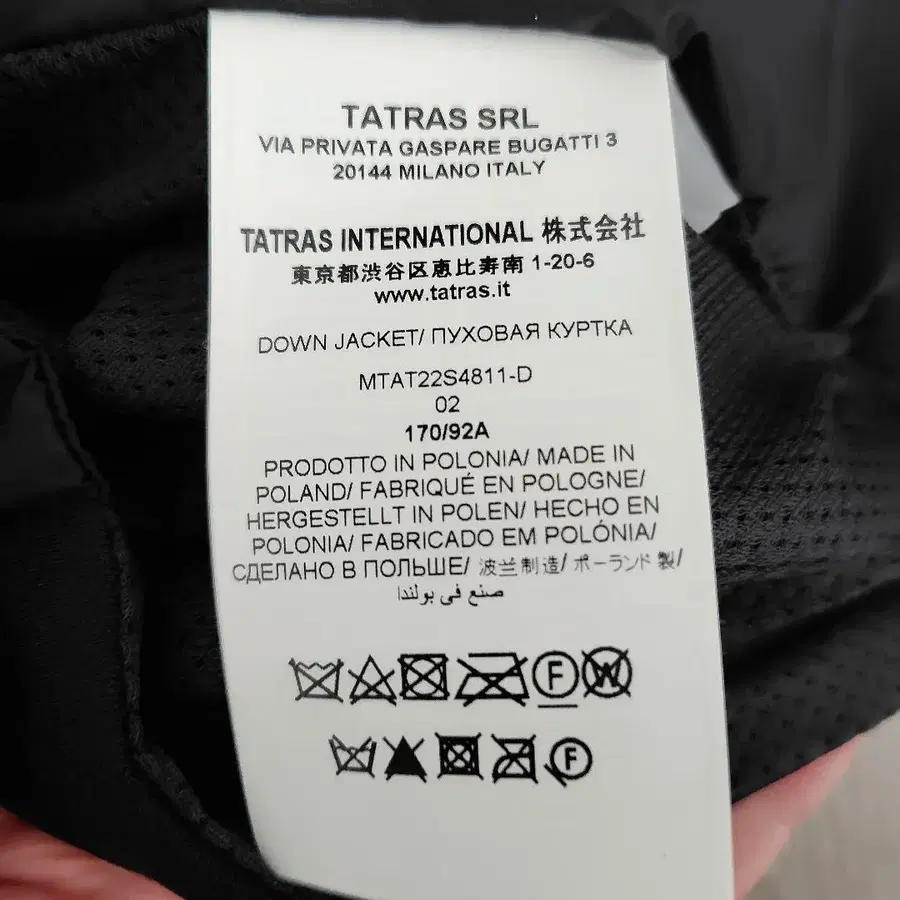 TATRAS SRL
VIA PRIVATA GASPARE BUGATTI 3
20144 MILANO ITALY
TATRAS INTERNATIONAL 株式会社
東京都渋谷区恵比寿南 1-20-6
www.tatras.it
DOWN JACKET/ ПУХОВАЯ КУРТКА
MTAT22S4811-D
02
170/92A
PRODOTTO IN POLONIA/ MADE IN
POLAND/ FABRIQUÉ EN POLOGNE/
HERGESTELLT IN POLEN/ HECHO EN
POLONIA/ FABRICADO EM POLÓNIA/
СДЕЛАНО В ПОЛЬШЕ/ 波兰制造/ ポーランド製/
صنع في بولندا
F W
F